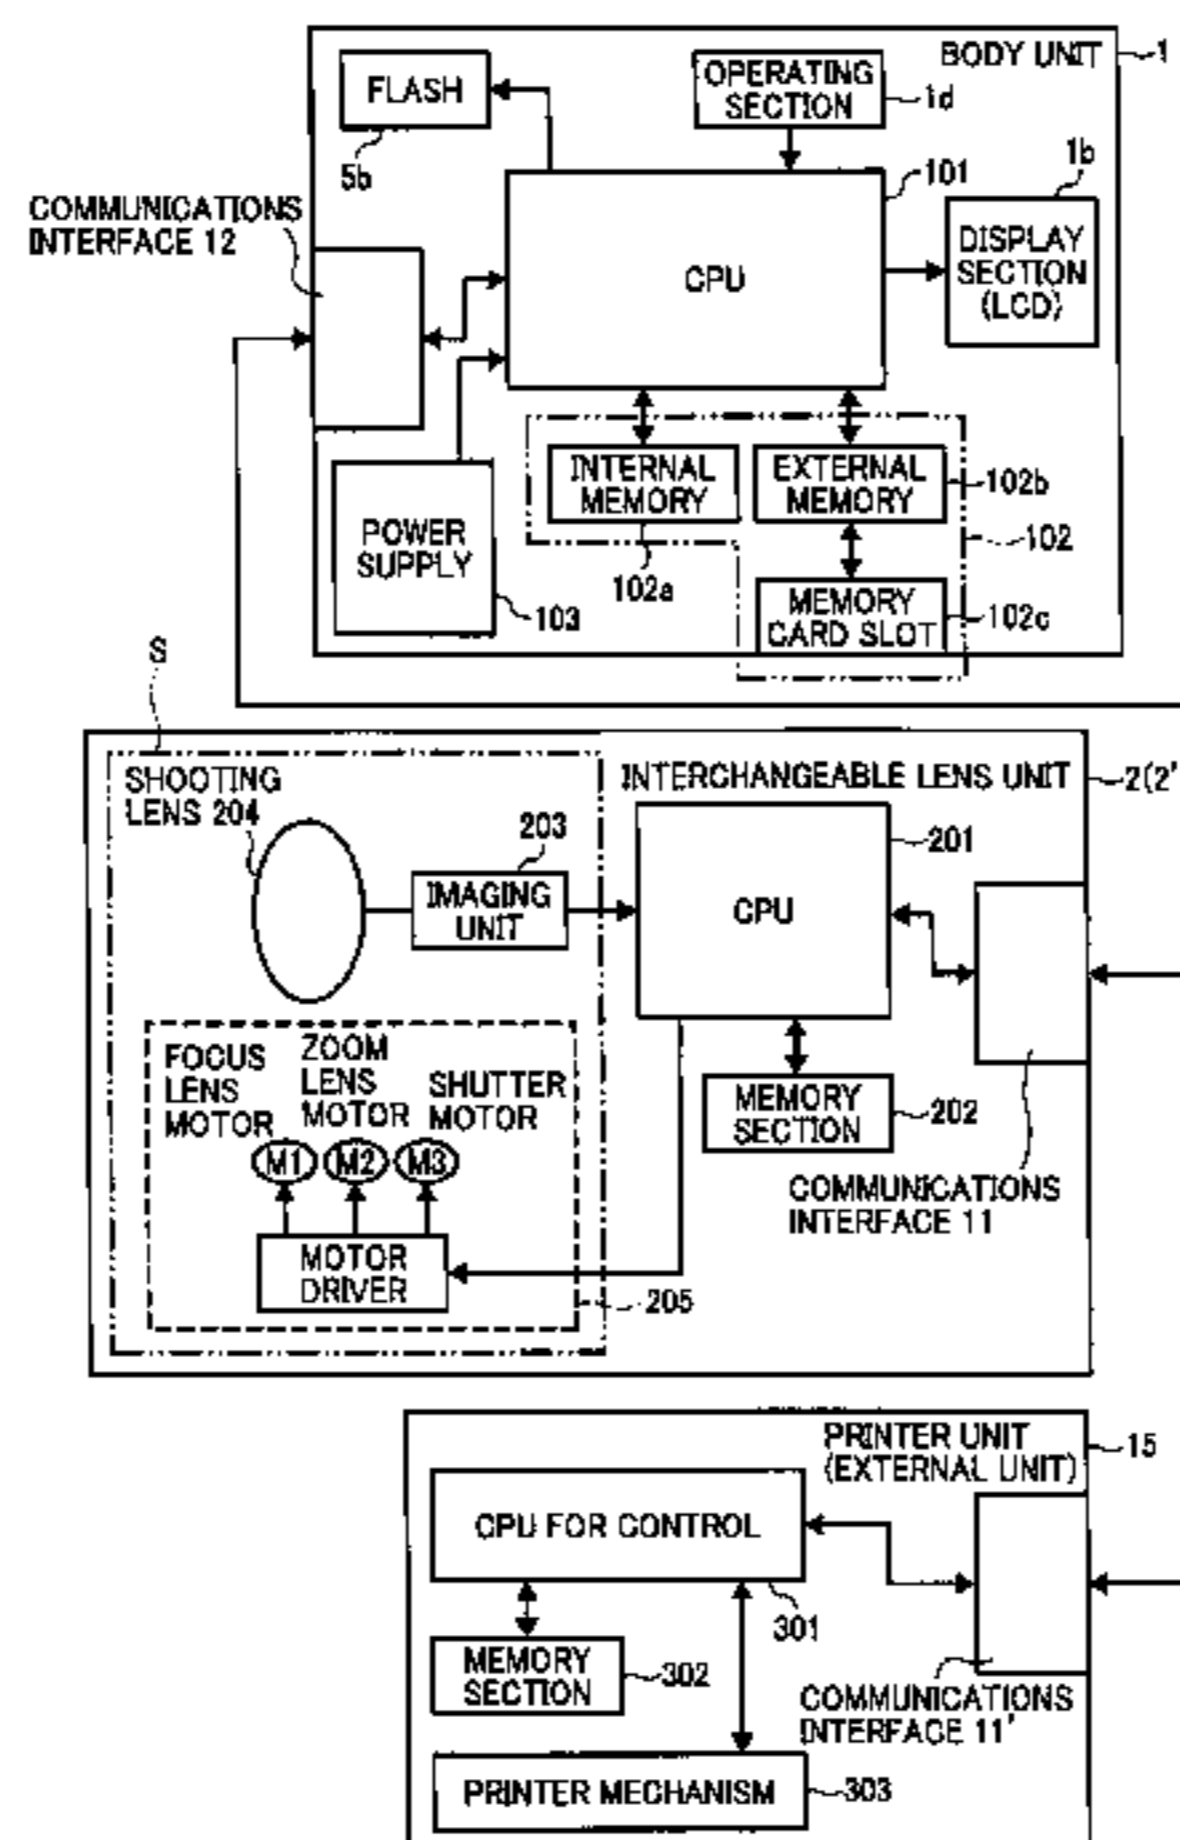 BODY UNIT
1
FLASH
5b
OPERATING
SECTION
1d
101
1b
COMMUNICATIONS
INTERFACE 12
CPU
DISPLAY
SECTION
(LCD)
INTERNAL
MEMORY
102a
EXTERNAL
MEMORY
102b
102
POWER
SUPPLY
103
MEMORY
CARD SLOT
102c
S
SHOOTING
LENS 204
INTERCHANGEABLE LENS UNIT
2(2'
203
IMAGING
UNIT
201
CPU
FOCUS
LENS
MOTOR
ZOOM
LENS
MOTOR
SHUTTER
MOTOR
M1
M2
M3
MEMORY
SECTION
202
COMMUNICATIONS
INTERFACE 11
MOTOR
DRIVER
205
PRINTER UNIT
(EXTERNAL UNIT)
15
CPU FOR CONTROL
301
MEMORY
SECTION
302
COMMUNICATIONS
INTERFACE 11'
PRINTER MECHANISM
303